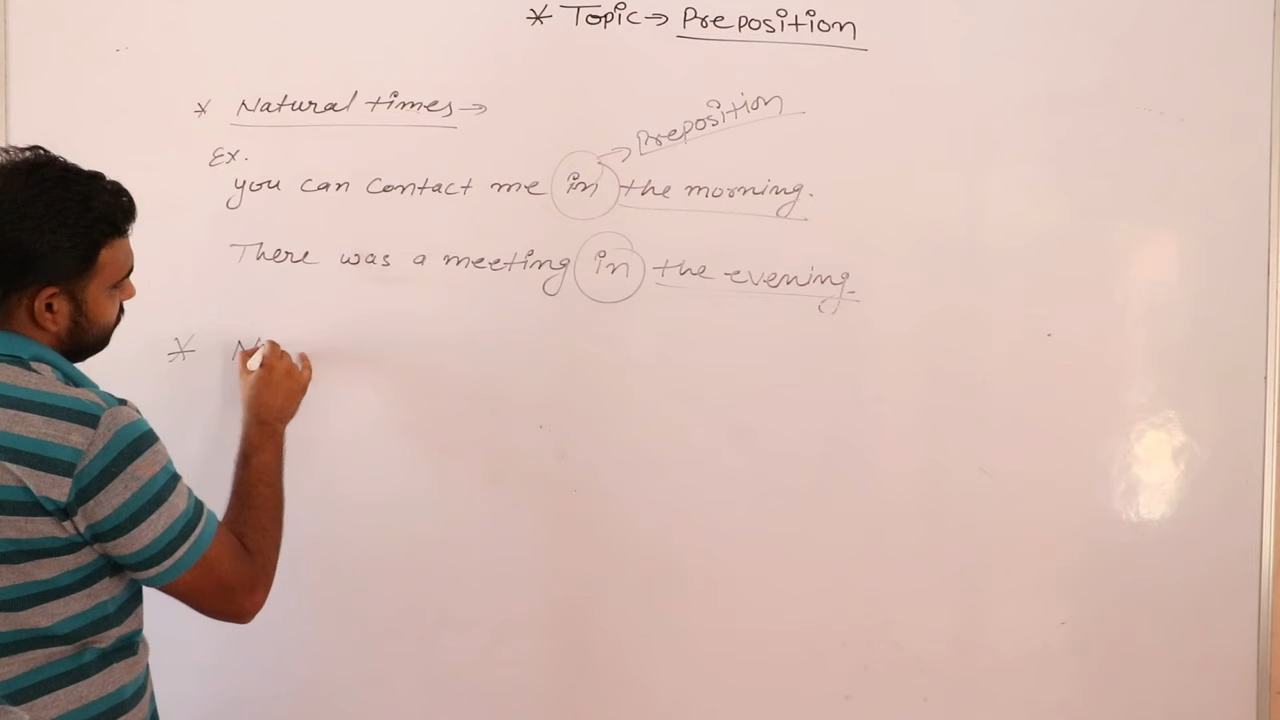 * Topic → Preposition
* Natural times →
Preposition
Ex.
you can contact me in the morning.
There was a meeting in the evening.
* N